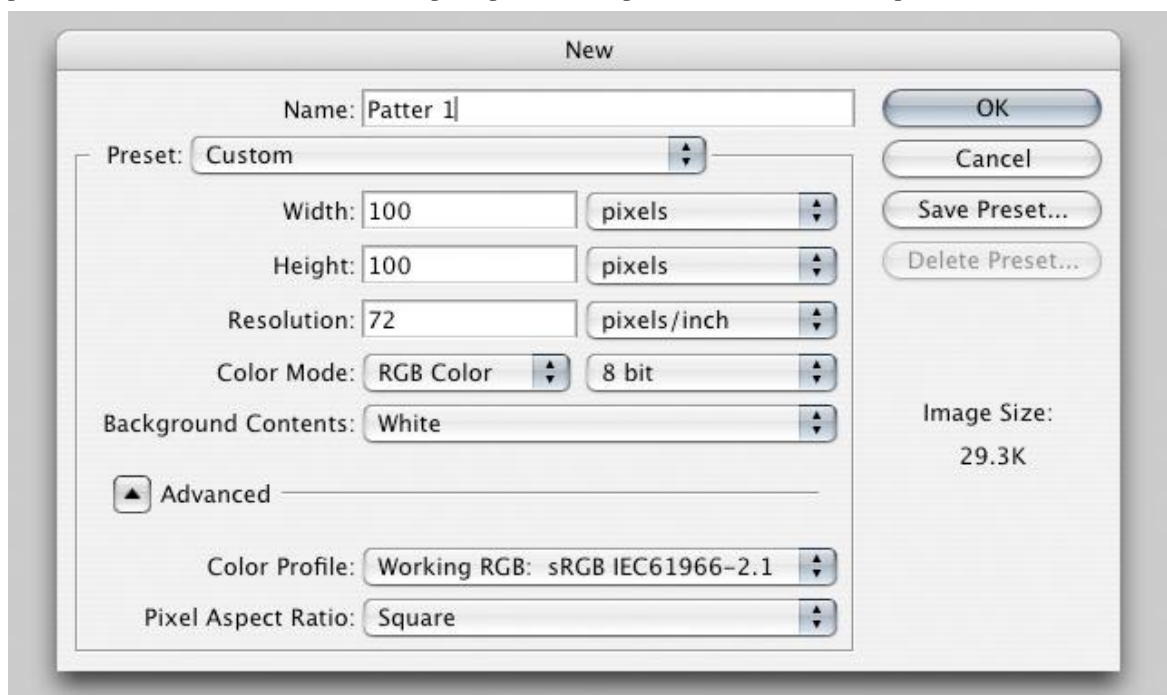 New
Name: Patter 1
OK
Preset: Custom
Cancel
Width: 100 pixels
Save Preset...
Height: 100 pixels
Delete Preset...
Resolution: 72 pixels/inch
Color Mode: RGB Color 8 bit
Background Contents: White
Image Size:
29.3K
Advanced
Color Profile: Working RGB: sRGB IEC61966-2.1
Pixel Aspect Ratio: Square